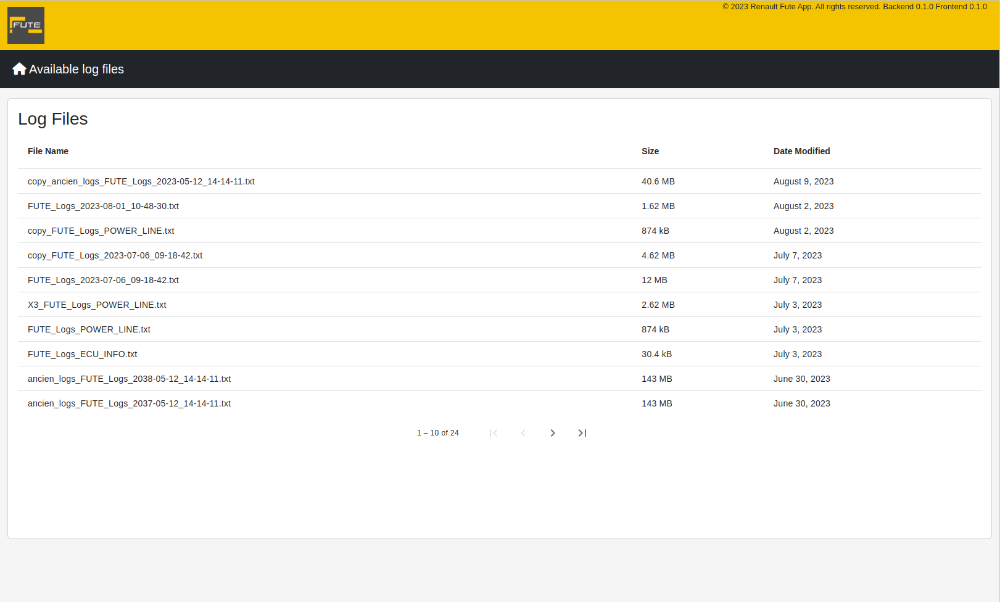 © 2023 Renault Fute App. All rights reserved. Backend 0.1.0 Frontend 0.1.0
FUTE
Available log files
Log Files
File Name Size Date Modified
copy_ancien_logs_FUTE_Logs_2023-05-12_14-14-11.txt 40.6 MB August 9, 2023
FUTE_Logs_2023-08-01_10-48-30.txt 1.62 MB August 2, 2023
copy_FUTE_Logs_POWER_LINE.txt 874 kB August 2, 2023
copy_FUTE_Logs_2023-07-06_09-18-42.txt 4.62 MB July 7, 2023
FUTE_Logs_2023-07-06_09-18-42.txt 12 MB July 7, 2023
X3_FUTE_Logs_POWER_LINE.txt 2.62 MB July 3, 2023
FUTE_Logs_POWER_LINE.txt 874 kB July 3, 2023
FUTE_Logs_ECU_INFO.txt 30.4 kB July 3, 2023
ancien_logs_FUTE_Logs_2038-05-12_14-14-11.txt 143 MB June 30, 2023
ancien_logs_FUTE_Logs_2037-05-12_14-14-11.txt 143 MB June 30, 2023
1 – 10 of 24